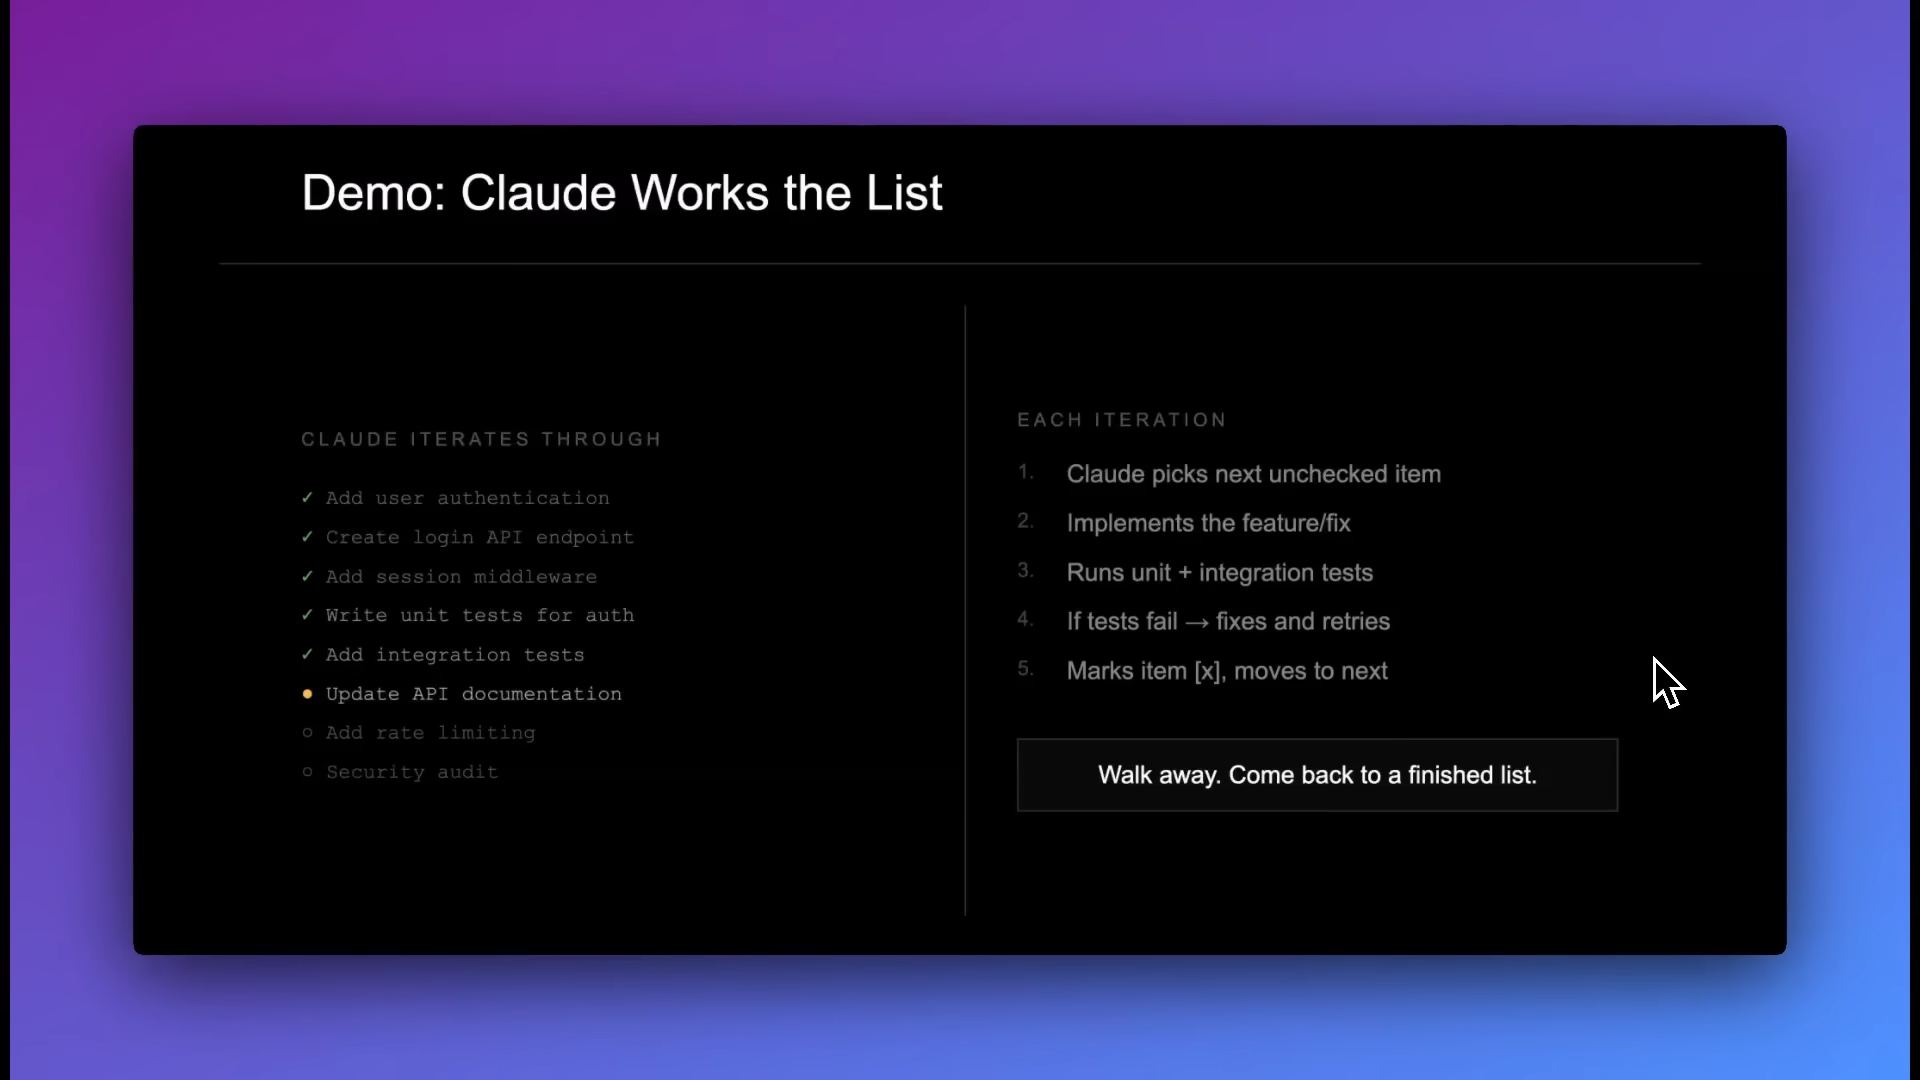 Demo: Claude Works the List
CLAUDE ITERATES THROUGH
✓ Add user authentication
✓ Create login API endpoint
✓ Add session middleware
✓ Write unit tests for auth
✓ Add integration tests
● Update API documentation
○ Add rate limiting
○ Security audit
EACH ITERATION
1. Claude picks next unchecked item
2. Implements the feature/fix
3. Runs unit + integration tests
4. If tests fail → fixes and retries
5. Marks item [x], moves to next
Walk away. Come back to a finished list.